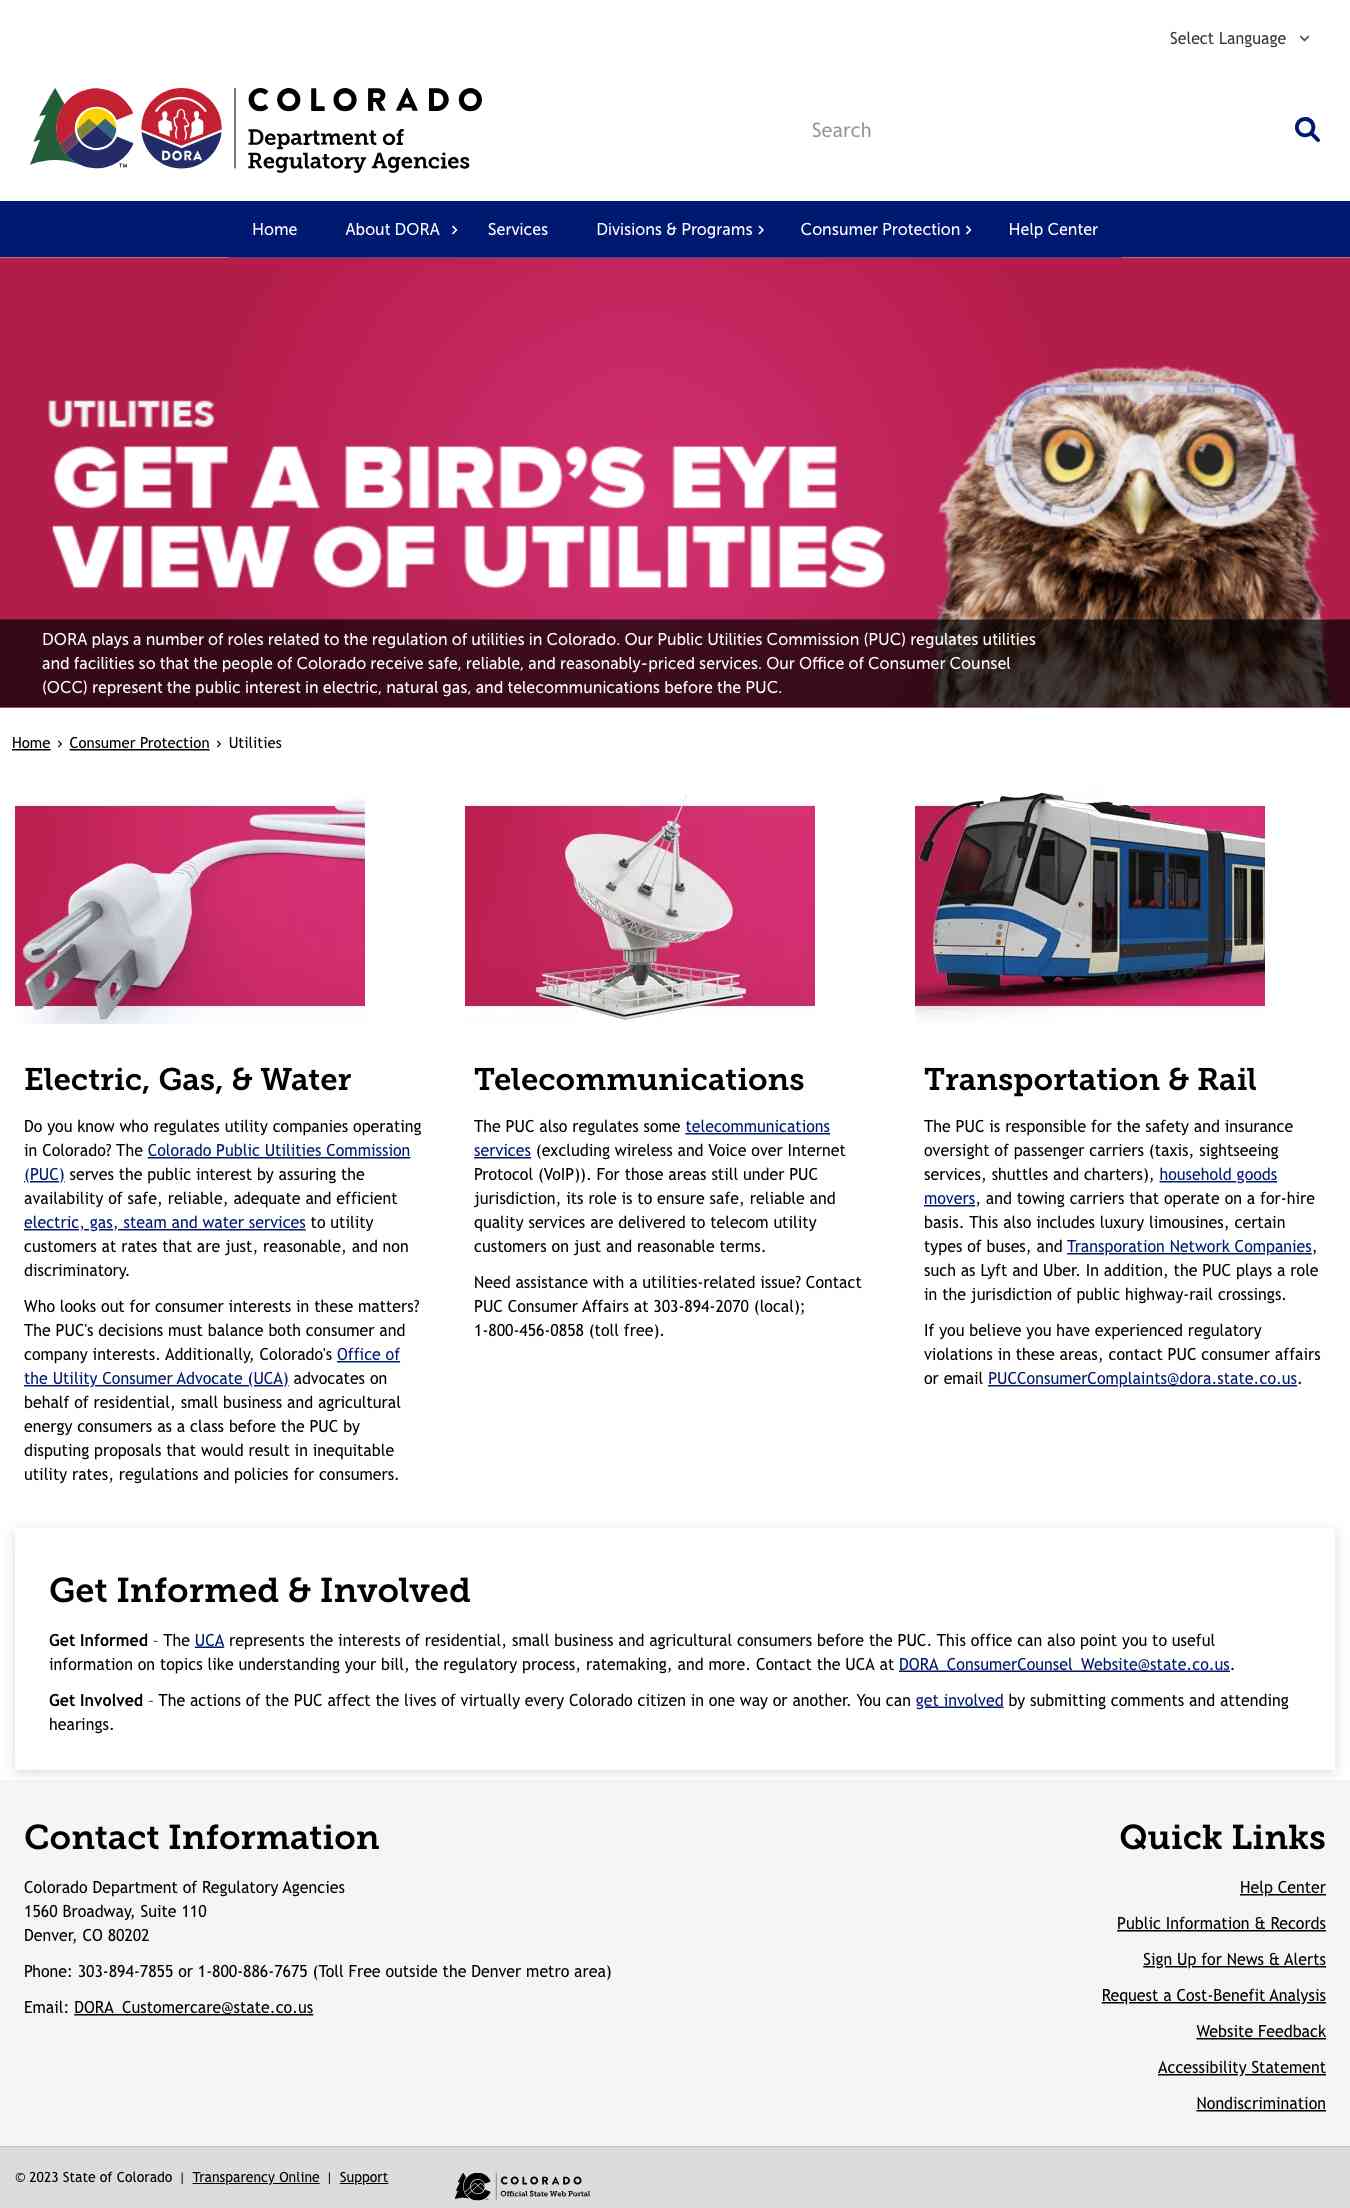 Select Language
COLORADO
Department of
Regulatory Agencies
DORA
TM
Search
Home
About DORA
Services
Divisions & Programs
Consumer Protection
Help Center
UTILITIES
GET A BIRD'S EYE
VIEW OF UTILITIES
DORA plays a number of roles related to the regulation of utilities in Colorado. Our Public Utilities Commission (PUC) regulates utilities
and facilities so that the people of Colorado receive safe, reliable, and reasonably-priced services. Our Office of Consumer Counsel
(OCC) represent the public interest in electric, natural gas, and telecommunications before the PUC.
Home › Consumer Protection › Utilities
Electric, Gas, & Water
Do you know who regulates utility companies operating
in Colorado? The Colorado Public Utilities Commission
(PUC) serves the public interest by assuring the
availability of safe, reliable, adequate and efficient
electric, gas, steam and water services to utility
customers at rates that are just, reasonable, and non
discriminatory.
Who looks out for consumer interests in these matters?
The PUC's decisions must balance both consumer and
company interests. Additionally, Colorado's Office of
the Utility Consumer Advocate (UCA) advocates on
behalf of residential, small business and agricultural
energy consumers as a class before the PUC by
disputing proposals that would result in inequitable
utility rates, regulations and policies for consumers.
Telecommunications
The PUC also regulates some telecommunications
services (excluding wireless and Voice over Internet
Protocol (VoIP)). For those areas still under PUC
jurisdiction, its role is to ensure safe, reliable and
quality services are delivered to telecom utility
customers on just and reasonable terms.
Need assistance with a utilities-related issue? Contact
PUC Consumer Affairs at 303-894-2070 (local);
1-800-456-0858 (toll free).
Transportation & Rail
The PUC is responsible for the safety and insurance
oversight of passenger carriers (taxis, sightseeing
services, shuttles and charters), household goods
movers, and towing carriers that operate on a for-hire
basis. This also includes luxury limousines, certain
types of buses, and Transporation Network Companies,
such as Lyft and Uber. In addition, the PUC plays a role
in the jurisdiction of public highway-rail crossings.
If you believe you have experienced regulatory
violations in these areas, contact PUC consumer affairs
or email PUCConsumerComplaints@dora.state.co.us.
Get Informed & Involved
Get Informed - The UCA represents the interests of residential, small business and agricultural consumers before the PUC. This office can also point you to useful
information on topics like understanding your bill, the regulatory process, ratemaking, and more. Contact the UCA at DORA_ConsumerCounsel_Website@state.co.us.
Get Involved - The actions of the PUC affect the lives of virtually every Colorado citizen in one way or another. You can get involved by submitting comments and attending
hearings.
Contact Information
Colorado Department of Regulatory Agencies
1560 Broadway, Suite 110
Denver, CO 80202
Phone: 303-894-7855 or 1-800-886-7675 (Toll Free outside the Denver metro area)
Email: DORA_Customercare@state.co.us
Quick Links
Help Center
Public Information & Records
Sign Up for News & Alerts
Request a Cost-Benefit Analysis
Website Feedback
Accessibility Statement
Nondiscrimination
© 2023 State of Colorado | Transparency Online | Support
COLORADO
Official State Web Portal